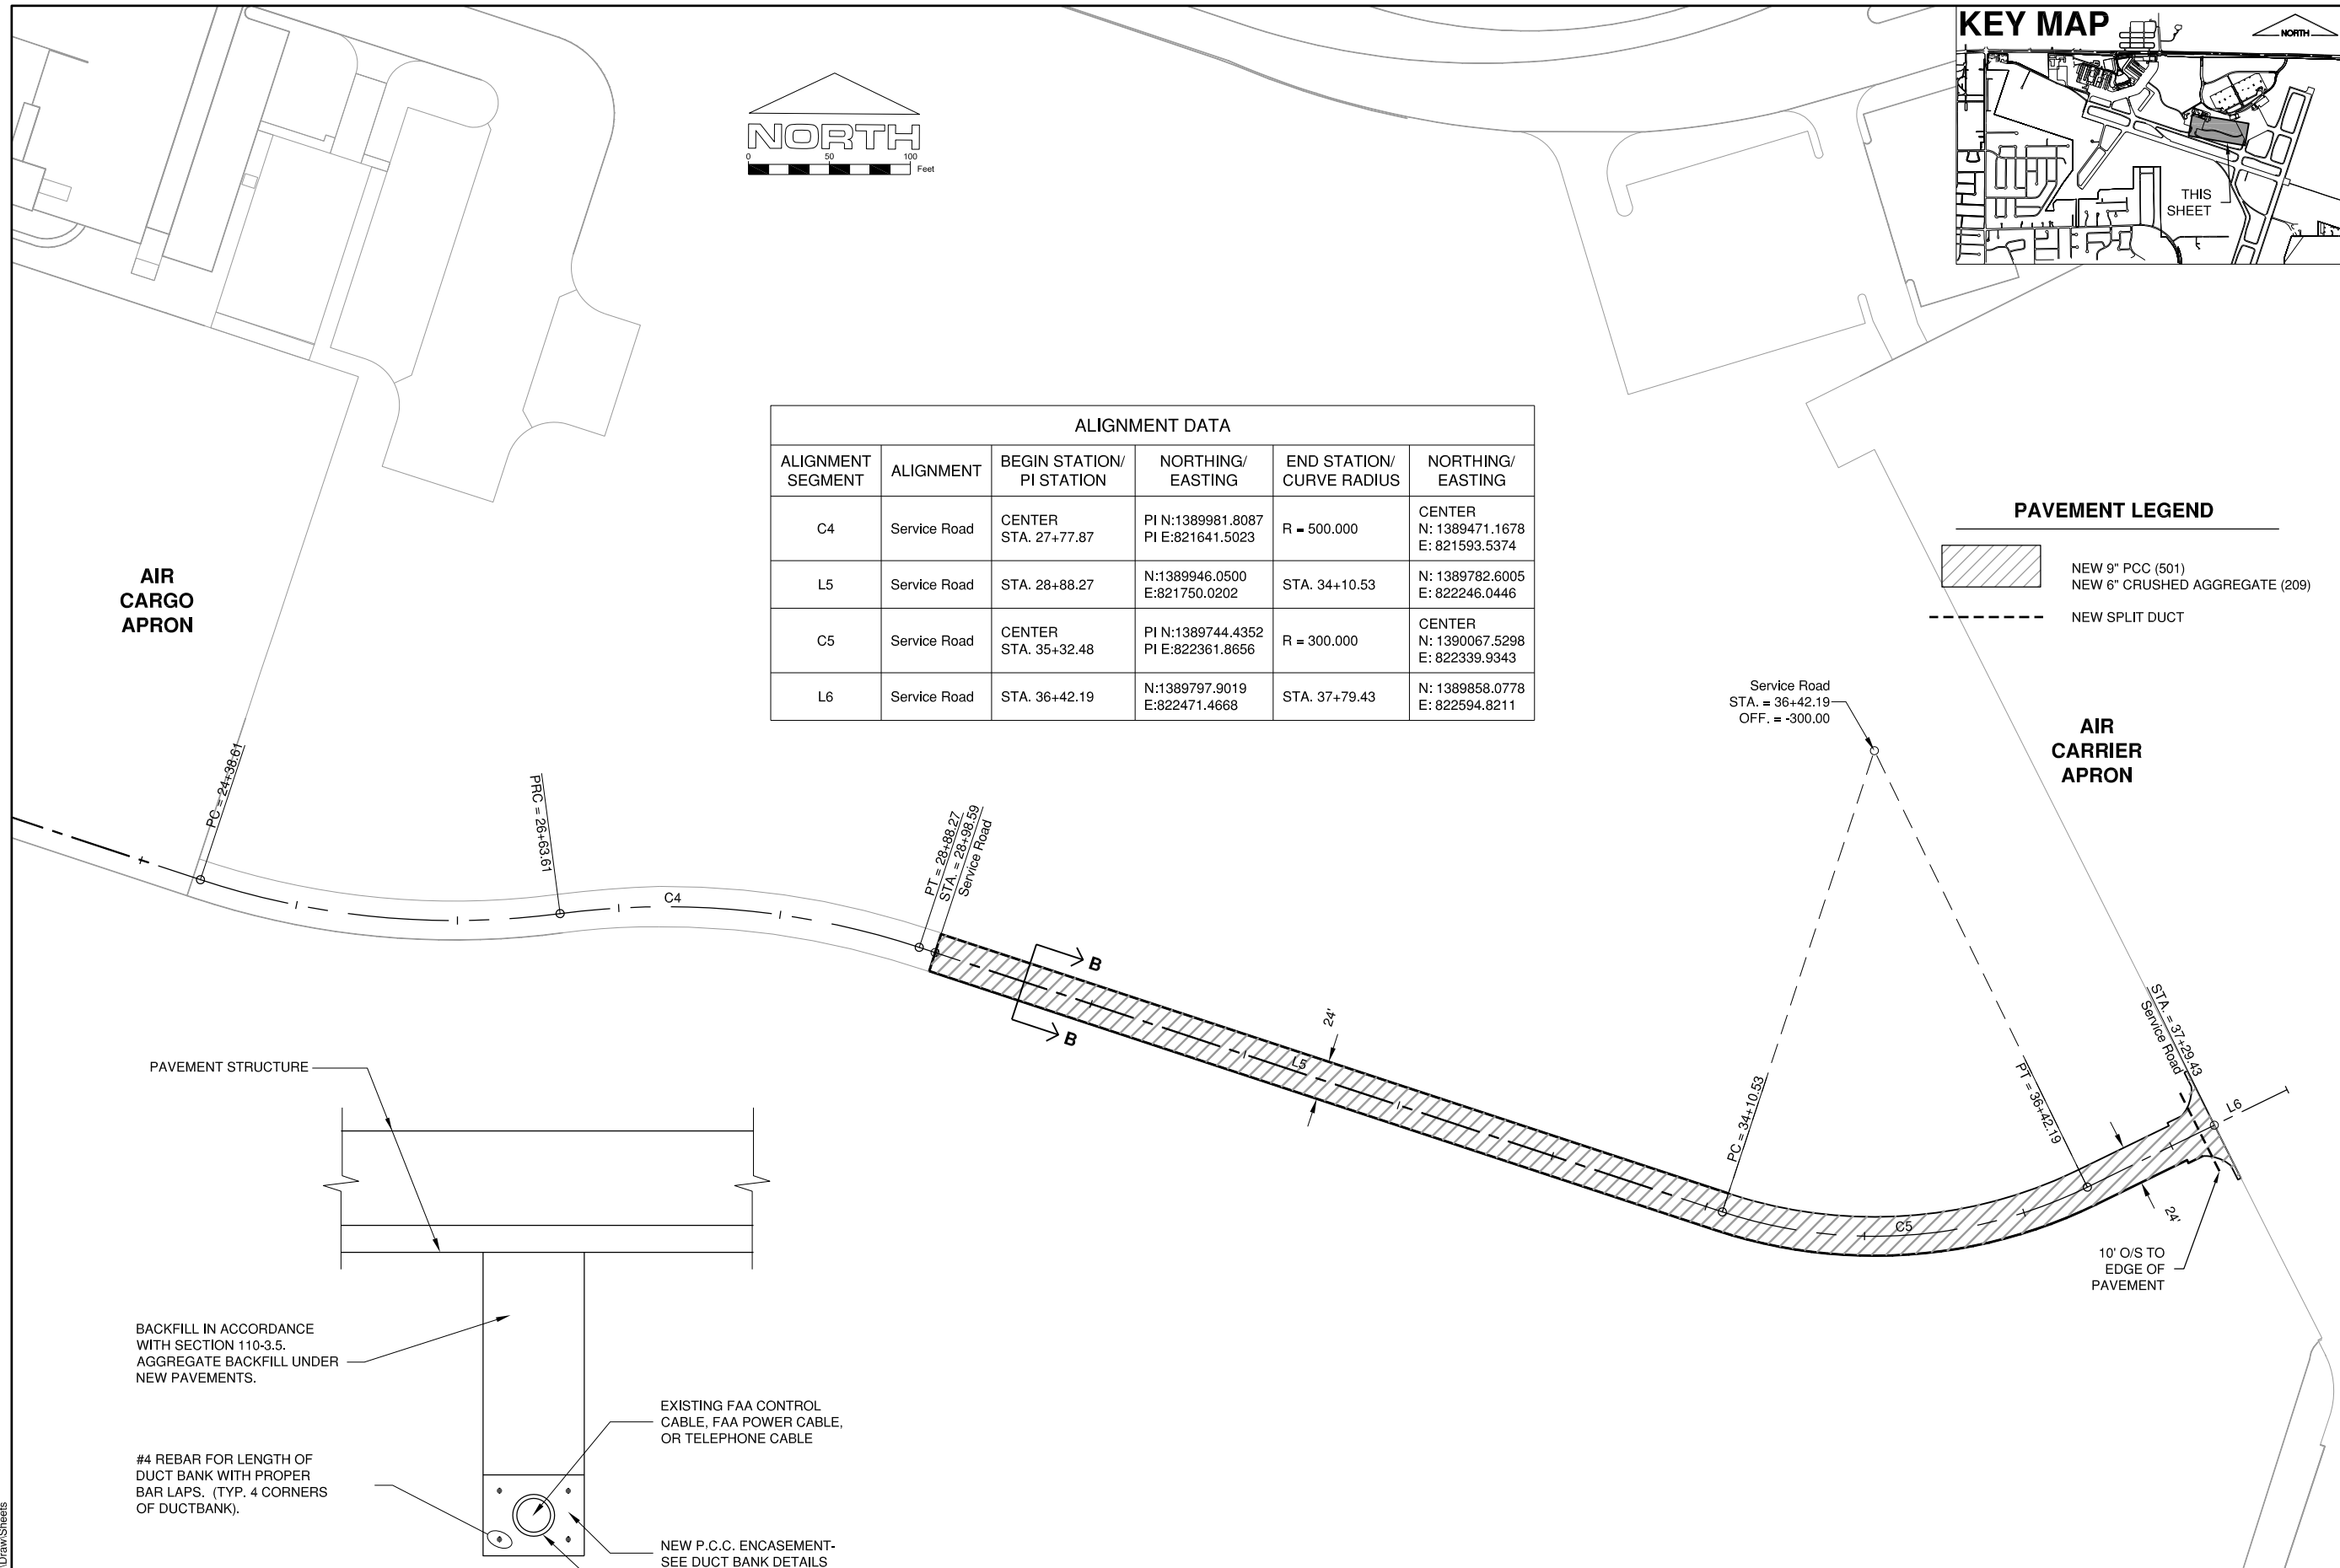 KEY MAP
NORTH
THIS
SHEET
NORTH
0 50 100
Feet
ALIGNMENT DATA
ALIGNMENT SEGMENT | ALIGNMENT | BEGIN STATION/ PI STATION | NORTHING/ EASTING | END STATION/ CURVE RADIUS | NORTHING/ EASTING
C4 | Service Road | CENTER STA. 27+77.87 | PI N:1389981.8087 PI E:821641.5023 | R = 500.000 | CENTER N: 1389471.1678 E: 821593.5374
L5 | Service Road | STA. 28+88.27 | N:1389946.0500 E:821750.0202 | STA. 34+10.53 | N: 1389782.6005 E: 822246.0446
C5 | Service Road | CENTER STA. 35+32.48 | PI N:1389744.4352 PI E:822361.8656 | R = 300.000 | CENTER N: 1390067.5298 E: 822339.9343
L6 | Service Road | STA. 36+42.19 | N:1389797.9019 E:822471.4668 | STA. 37+79.43 | N: 1389858.0778 E: 822594.8211
PAVEMENT LEGEND
NEW 9" PCC (501)
NEW 6" CRUSHED AGGREGATE (209)
NEW SPLIT DUCT
AIR
CARGO
APRON
Service Road
STA. = 36+42.19
OFF. = -300.00
AIR
CARRIER
APRON
PC = 24+38.61
PRC = 26+63.61
C4
PT = 28+88.27
STA. = 28+98.59
Service Road
B
B
24'
L5
PC = 34+10.53
C5
PT = 36+42.19
STA. = 37+29.43
Service Road
L6
24'
10' O/S TO
EDGE OF
PAVEMENT
PAVEMENT STRUCTURE
BACKFILL IN ACCORDANCE
WITH SECTION 110-3.5.
AGGREGATE BACKFILL UNDER
NEW PAVEMENTS.
EXISTING FAA CONTROL
CABLE, FAA POWER CABLE,
OR TELEPHONE CABLE
#4 REBAR FOR LENGTH OF
DUCT BANK WITH PROPER
BAR LAPS. (TYP. 4 CORNERS
OF DUCTBANK).
NEW P.C.C. ENCASEMENT-
SEE DUCT BANK DETAILS
\Draw\Sheets